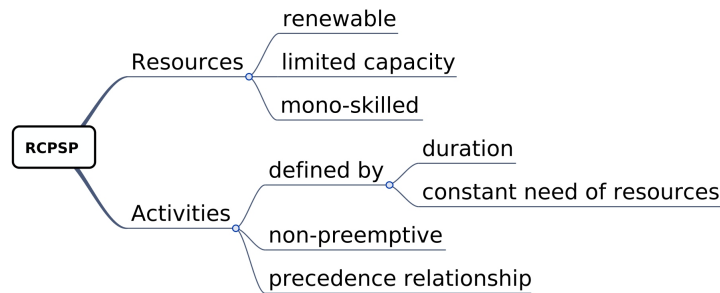 RCPSP
Resources
renewable
limited capacity
mono-skilled
Activities
defined by
duration
constant need of resources
non-preemptive
precedence relationship